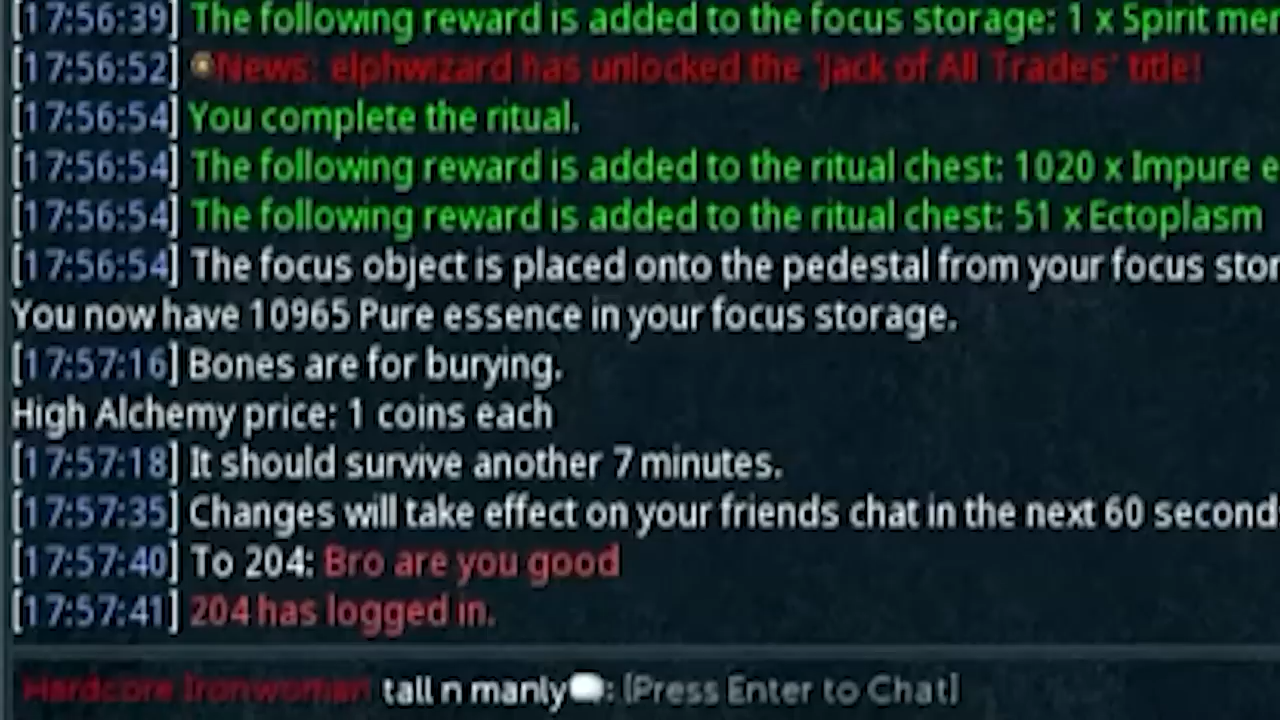 [17:56:39] The following reward is added to the focus storage: 1 x Spirit
[17:56:52] News: elphwizard has unlocked the 'Jack of All Trades' title!
[17:56:54] You complete the ritual.
[17:56:54] The following reward is added to the ritual chest: 1020 x Impure
[17:56:54] The following reward is added to the ritual chest: 51 x Ectoplasm
[17:56:54] The focus object is placed onto the pedestal from your focus
You now have 10965 Pure essence in your focus storage.
[17:57:16] Bones are for burying.
High Alchemy price: 1 coins each
[17:57:18] It should survive another 7 minutes.
[17:57:35] Changes will take effect on your friends chat in the next 60 second
[17:57:40] To 204: Bro are you good
[17:57:41] 204 has logged in.
Hardcore Ironwoman tall n manly: [Press Enter to Chat]